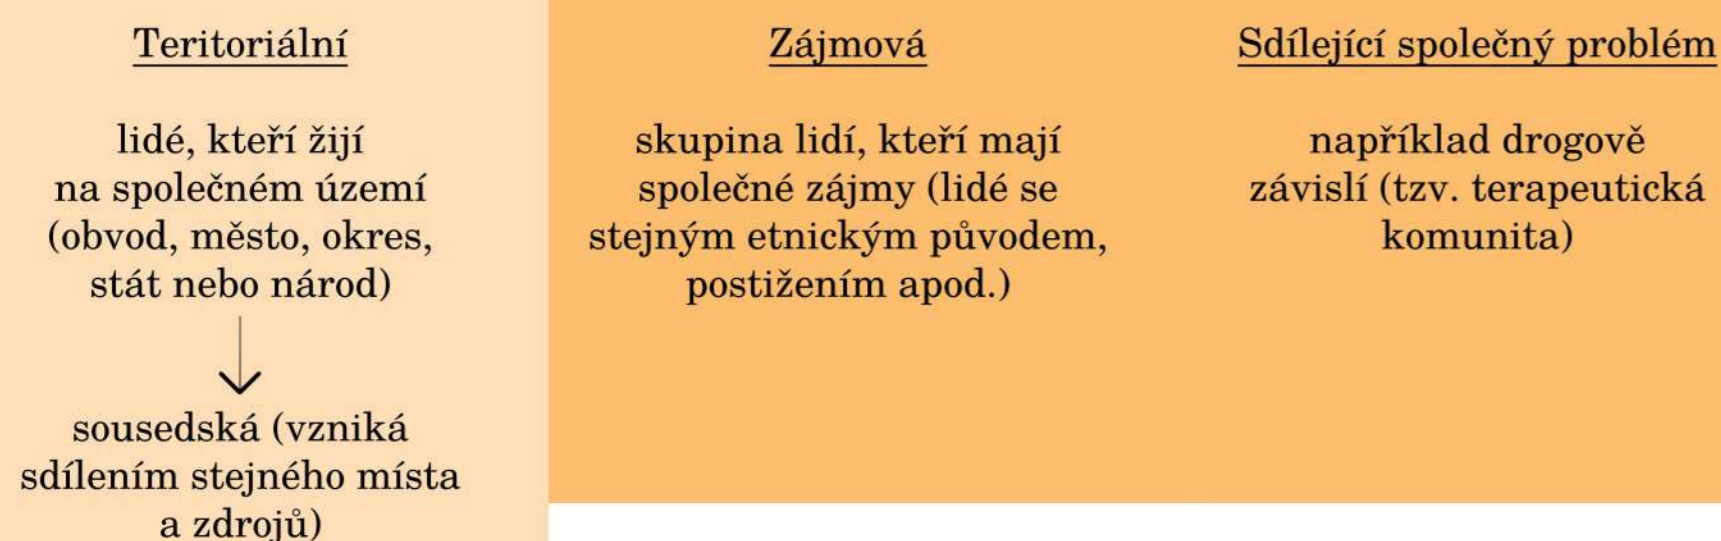 Teritoriální
lidé, kteří žijí
na společném území
(obvod, město, okres,
stát nebo národ)
sousedská (vzniká
sdílením stejného místa
a zdrojů)
Zájmová
skupina lidí, kteří mají
společné zájmy (lidé se
stejným etnickým původem,
postižením apod.)
Sdílející společný problém
například drogově
závislí (tzv. terapeutická
komunita)